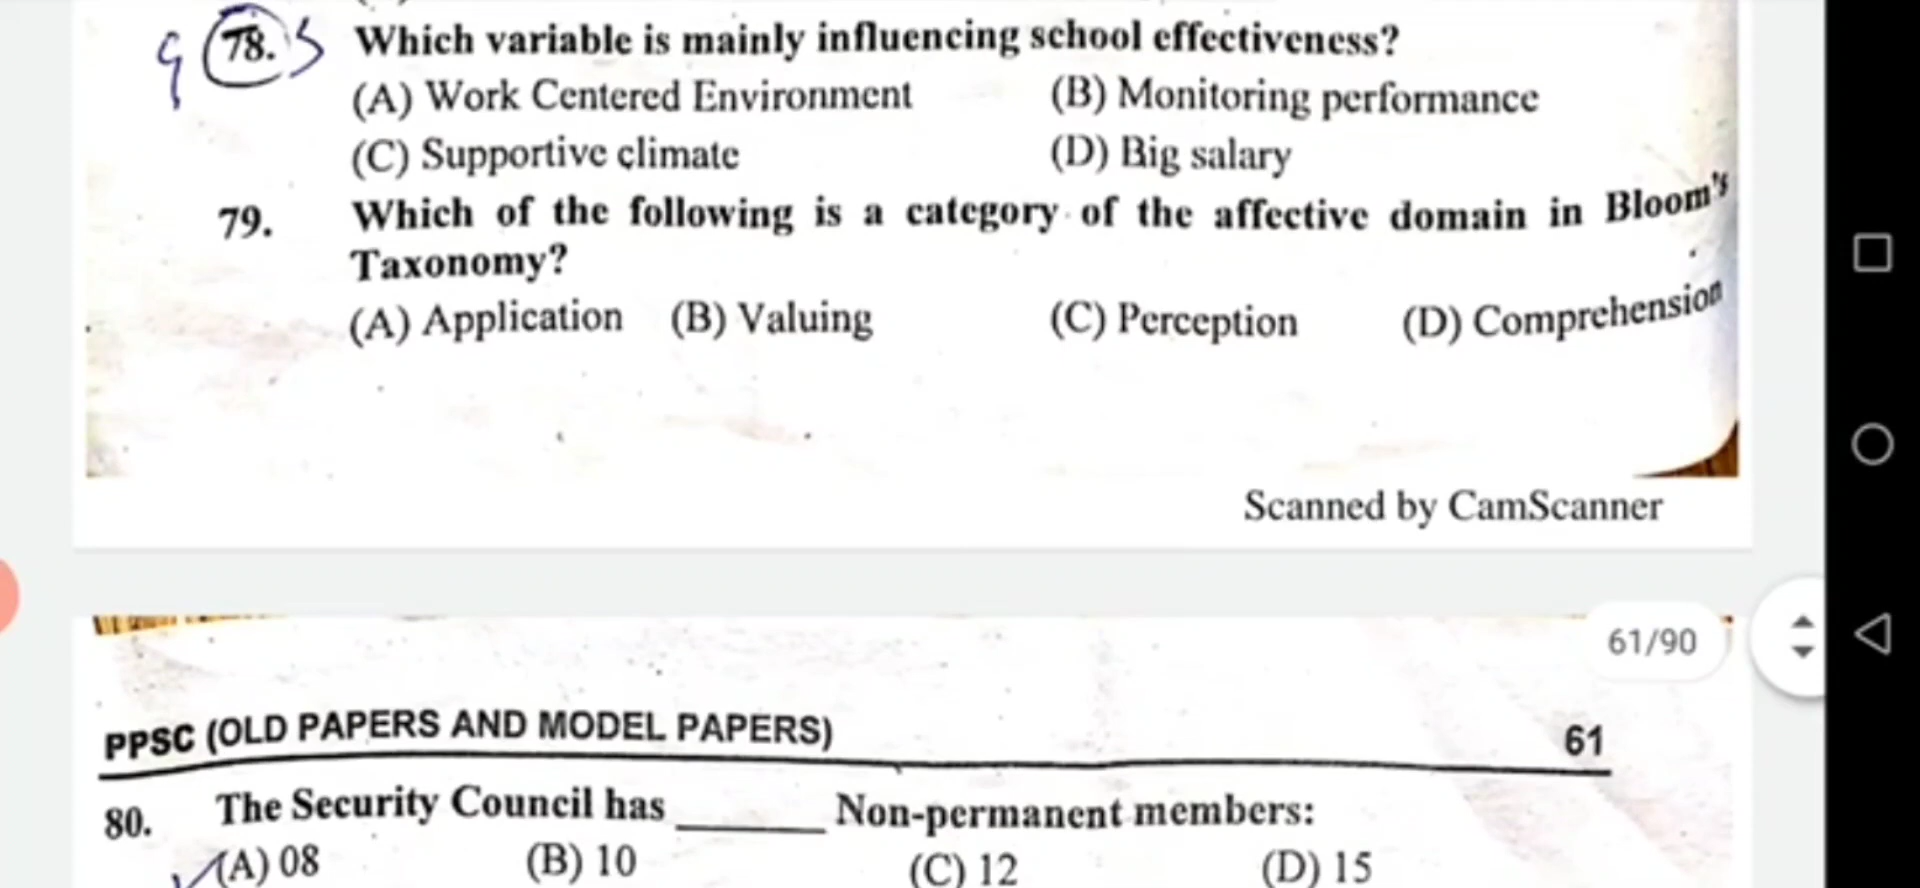 78. Which variable is mainly influencing school effectiveness?
(A) Work Centered Environment (B) Monitoring performance
(C) Supportive climate (D) Big salary
79. Which of the following is a category of the affective domain in Bloom's
Taxonomy?
(A) Application (B) Valuing (C) Perception (D) Comprehension
Scanned by CamScanner
61/90
PPSC (OLD PAPERS AND MODEL PAPERS) 61
80. The Security Council has ______ Non-permanent members:
(A) 08 (B) 10 (C) 12 (D) 15